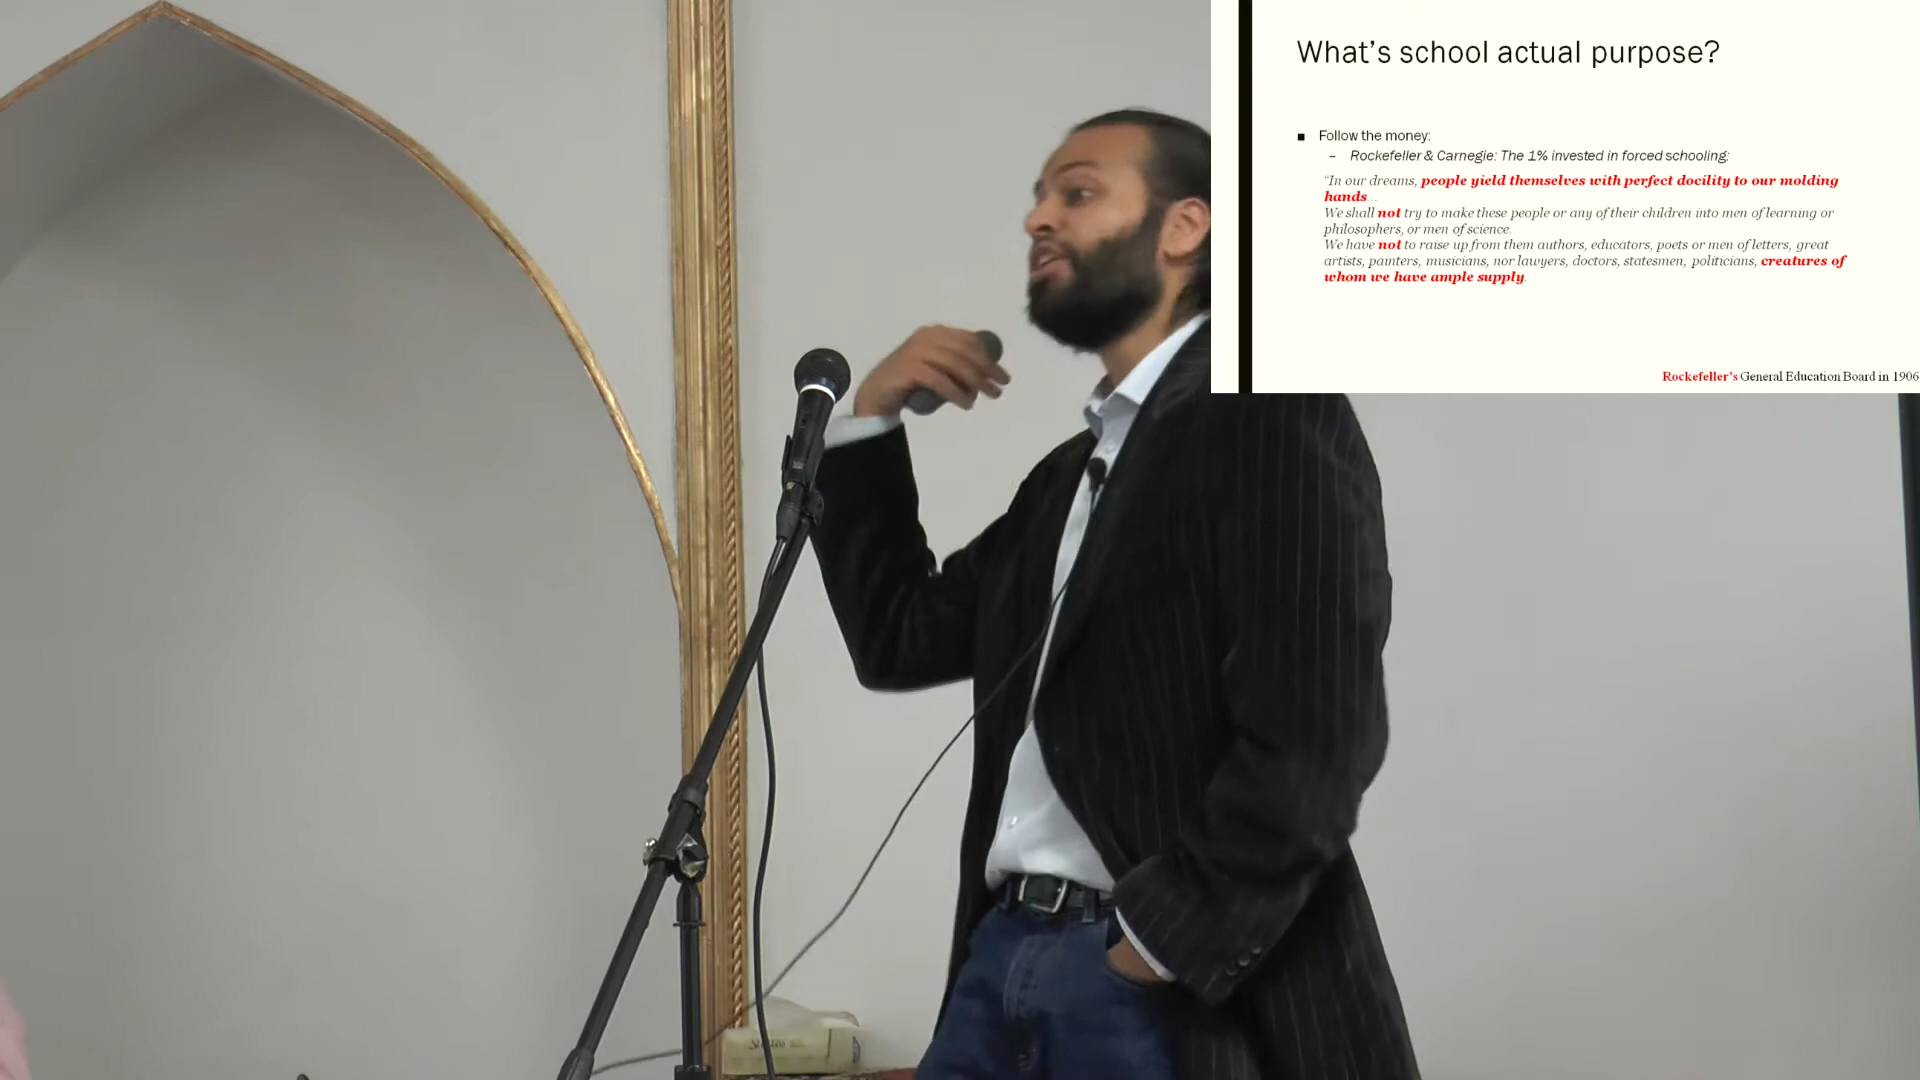 What's school actual purpose?
■ Follow the money:
– Rockefeller & Carnegie: The 1% invested in forced schooling:
“In our dreams, people yield themselves with perfect docility to our molding
hands...
We shall not try to make these people or any of their children into men of learning or
philosophers, or men of science.
We have not to raise up from them authors, educators, poets or men of letters, great
artists, painters, musicians, nor lawyers, doctors, statesmen, politicians, creatures of
whom we have ample supply.
Rockefeller's General Education Board in 1906